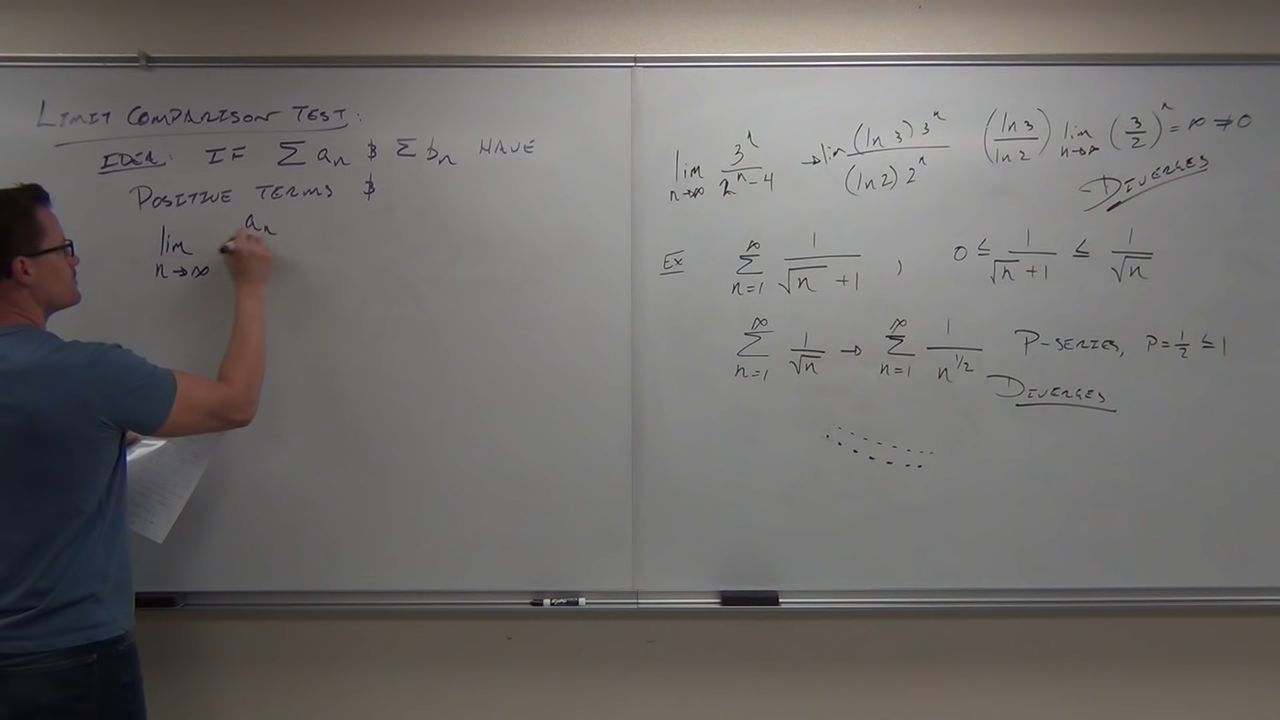 LIMIT COMPARISON TEST:
IDEA: IF Σ aₙ & Σ bₙ HAVE
POSITIVE TERMS &
lim n→∞ aₙ
lim n→∞ 3ⁿ/(2ⁿ-4) → lim (ln 3) 3ⁿ/(ln 2) 2ⁿ (ln 3/ln 2) lim n→∞ (3/2)ⁿ = ∞ ≠ 0
DIVERGES
Ex ∑ n=1 ∞ 1/(√n + 1) , 0 ≤ 1/(√n + 1) ≤ 1/√n
∑ n=1 ∞ 1/√n → ∑ n=1 ∞ 1/n^(1/2) P-SERIES, P = 1/2 ≤ 1
DIVERGES